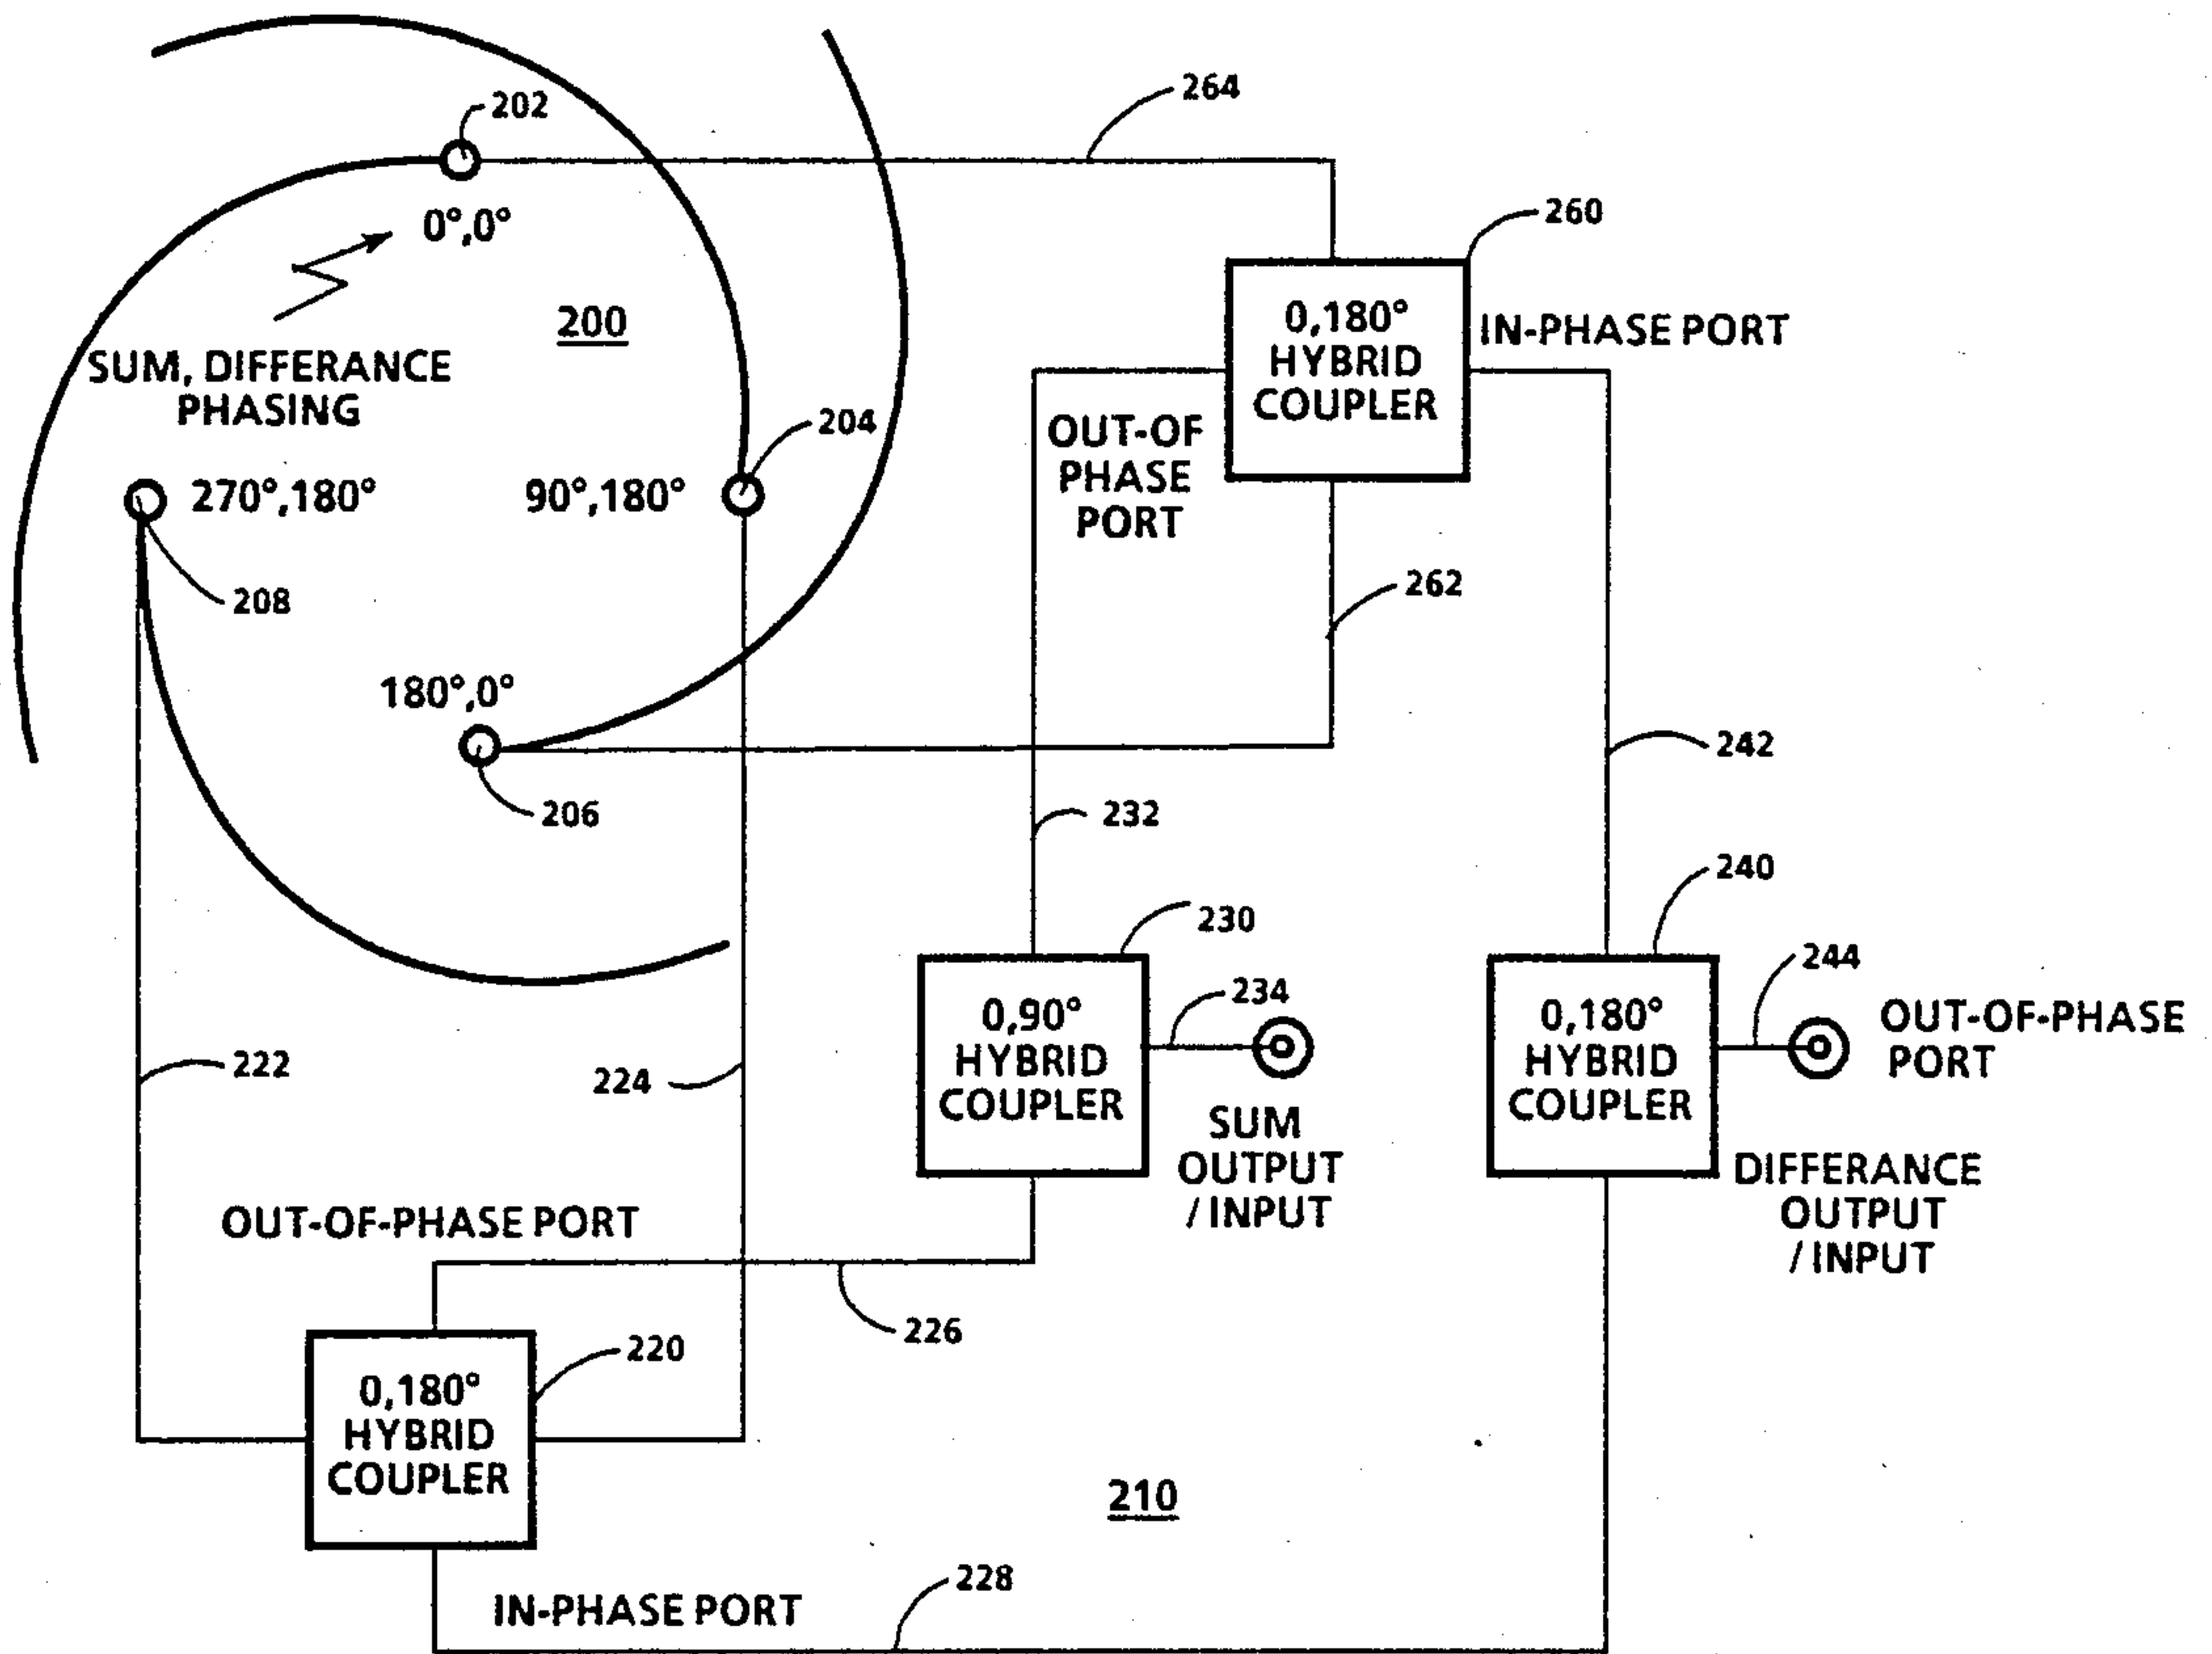 264
202
0°,0°
260
200
0,180°
HYBRID
COUPLER
IN-PHASE PORT
SUM, DIFFERANCE
PHASING
204
OUT-OF
PHASE
PORT
270°,180°
90°,180°
208
262
180°,0°
206
232
242
240
230
244
234
0,90°
HYBRID
COUPLER
0,180°
HYBRID
COUPLER
OUT-OF-PHASE
PORT
222
224
SUM
OUTPUT
/ INPUT
DIFFERANCE
OUTPUT
/ INPUT
OUT-OF-PHASE PORT
226
220
0,180°
HYBRID
COUPLER
210
228
IN-PHASE PORT